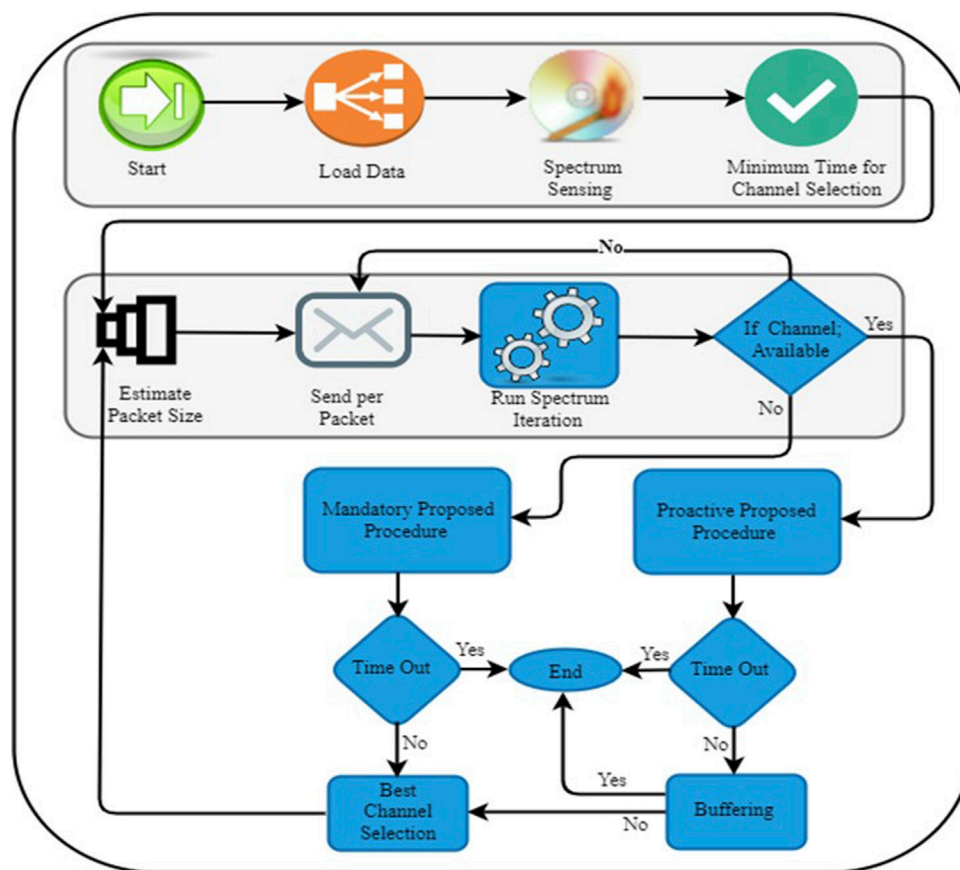 Start
Load Data
Spectrum
Sensing
Minimum Time for
Channel Selection
No
If Channel;
Available
Yes
No
Estimate
Packet Size
Send per
Packet
Run Spectrum
Iteration
Mandatory Proposed
Procedure
Proactive Proposed
Procedure
Time Out
Yes
End
Yes
Time Out
No
No
Best
Channel
Selection
Yes
No
Buffering